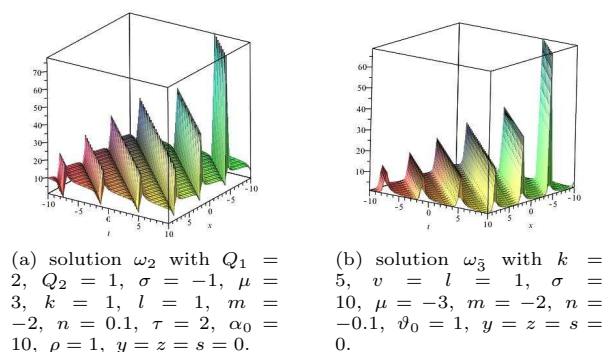 70
60
50
40
30
20
10
-10
-5
0
5
10
t
10
5
0
-5
-10
x
60
50
40
30
20
10
-10
-5
0
5
10
t
10
5
0
-5
-10
x
(a) solution ω₂ with Q₁ =
2, Q₂ = 1, σ = −1, μ =
3, k = 1, l = 1, m =
−2, n = 0.1, τ = 2, α₀ =
10, ρ = 1, y = z = s = 0.
(b) solution ω_3̃ with k =
5, v = l = 1, σ =
10, μ = −3, m = −2, n =
−0.1, ϑ₀ = 1, y = z = s =
0.